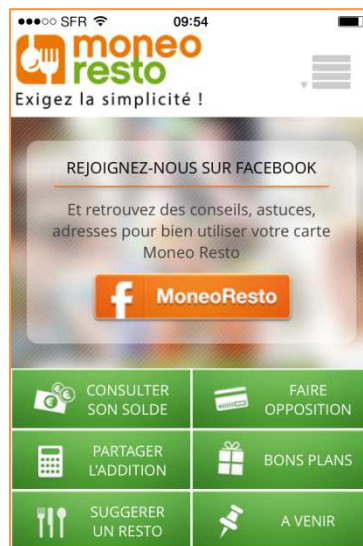 SFR 09:54
moneo
resto
Exigez la simplicité !
REJOIGNEZ-NOUS SUR FACEBOOK
Et retrouvez des conseils, astuces,
adresses pour bien utiliser votre carte
Moneo Resto
f MoneoResto
CONSULTER
SON SOLDE
FAIRE
OPPOSITION
PARTAGER
L'ADDITION
BONS PLANS
SUGGERER
UN RESTO
A VENIR